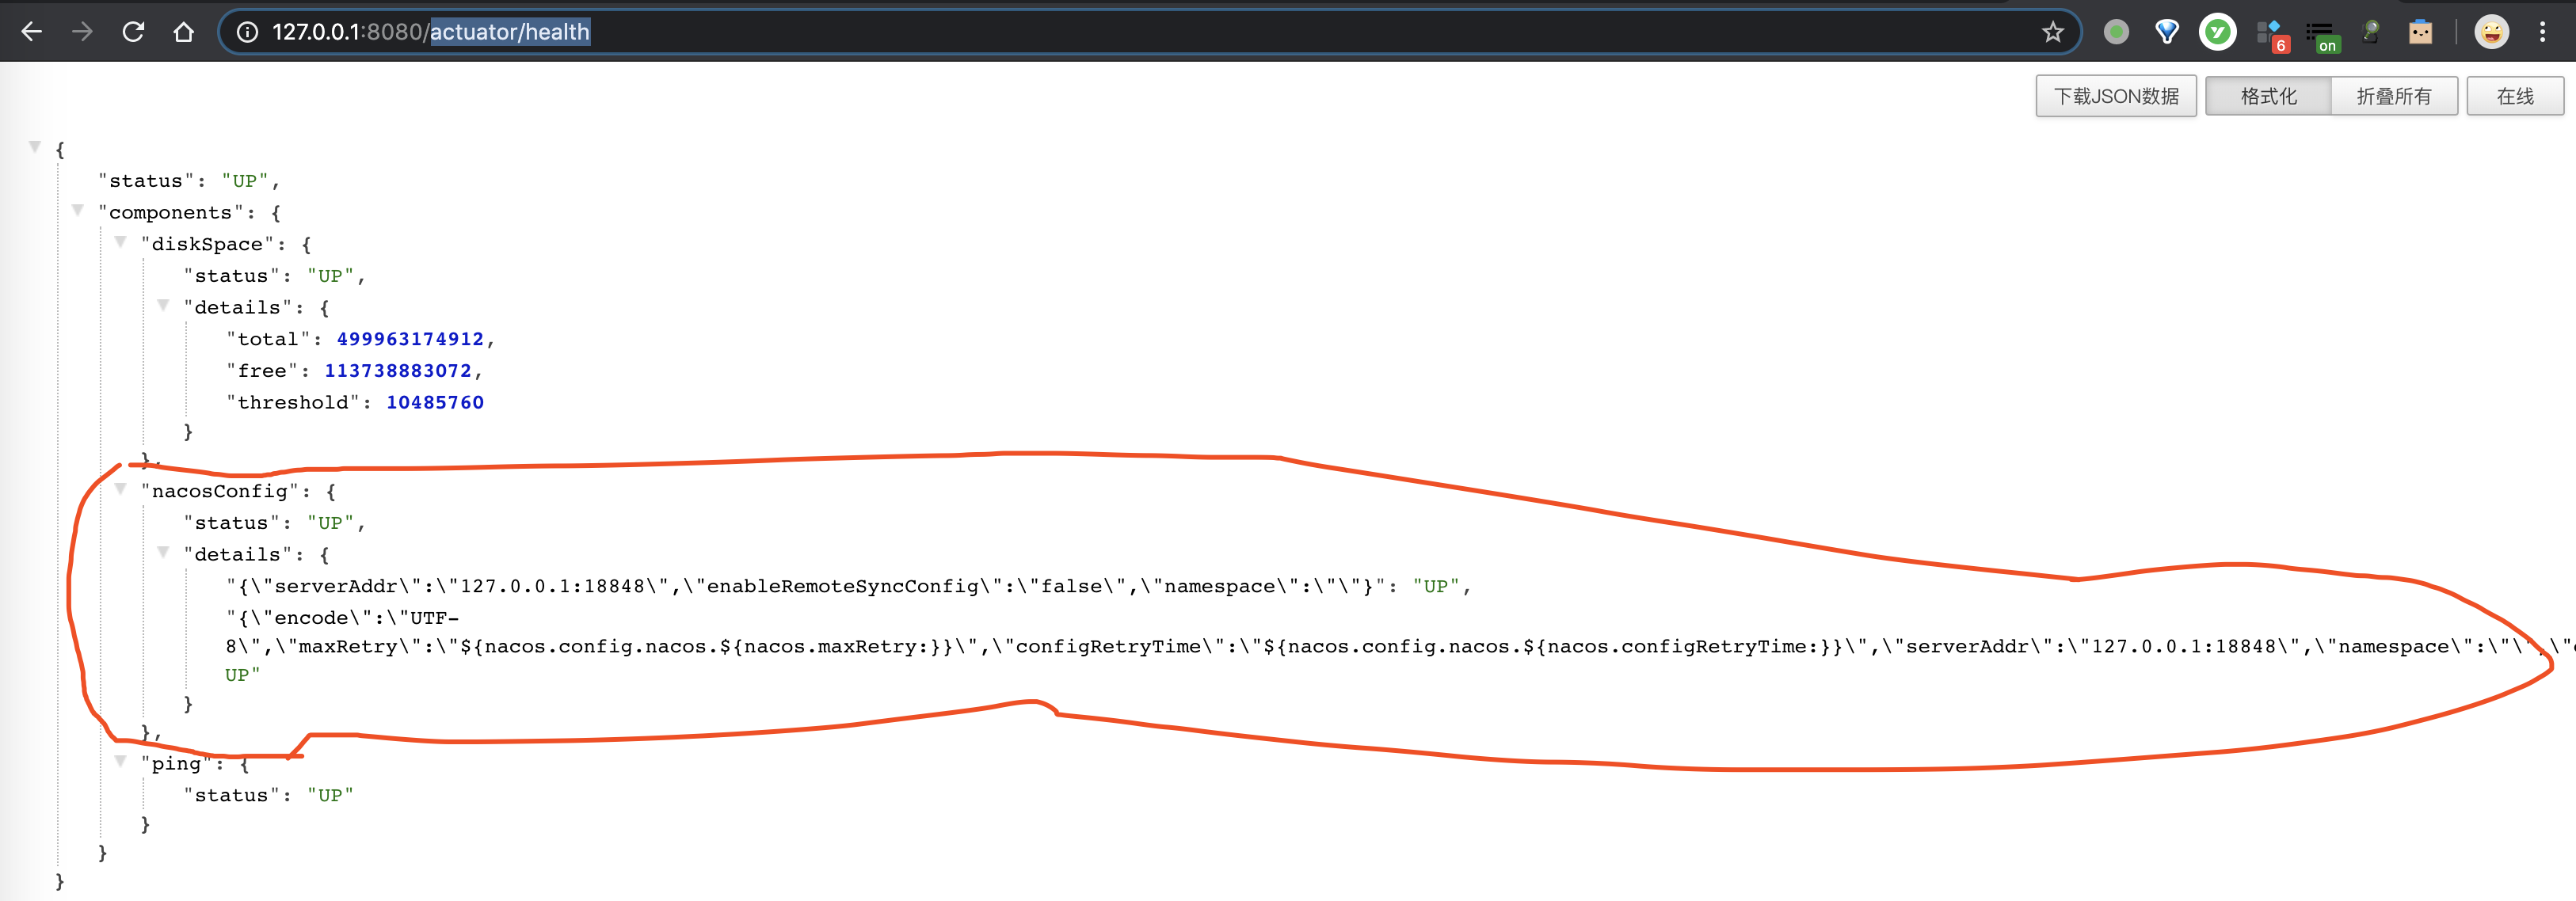 127.0.0.1:8080/actuator/health
6
on
下载JSON数据
格式化
折叠所有
在线
{
"status": "UP",
"components": {
"diskSpace": {
"status": "UP",
"details": {
"total": 499963174912,
"free": 113738883072,
"threshold": 10485760
}
},
"nacosConfig": {
"status": "UP",
"details": {
"{\"serverAddr\":\"127.0.0.1:18848\",\"enableRemoteSyncConfig\":\"false\",\"namespace\":\"\"}": "UP",
"{\"encode\":\"UTF-
8\",\"maxRetry\":\"${nacos.config.nacos.${nacos.maxRetry:}}\",\"configRetryTime\":\"${nacos.config.nacos.${nacos.configRetryTime:}}\",\"serverAddr\":\"127.0.0.1:18848\",\"namespace\":\"\",\"
UP"
}
},
"ping": {
"status": "UP"
}
}
}